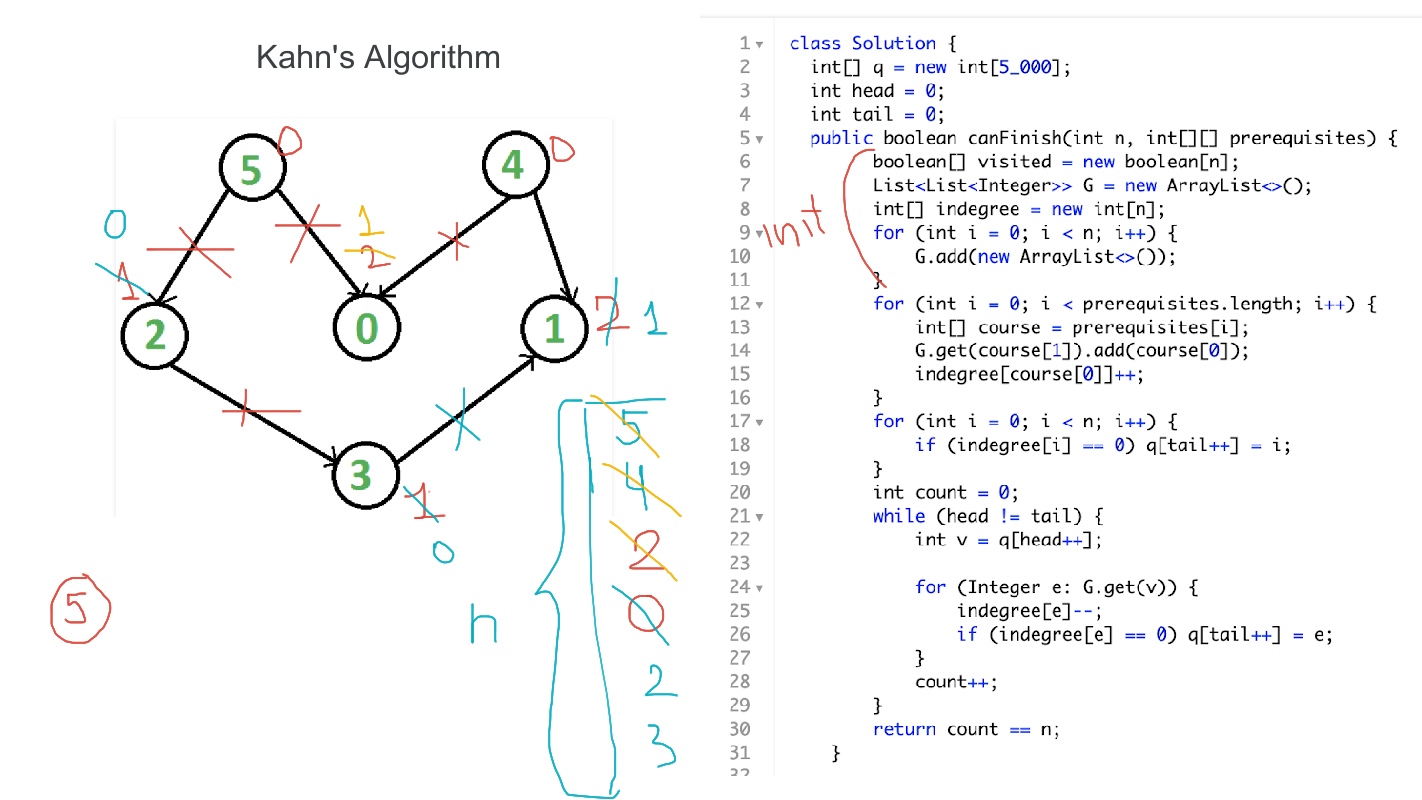 Kahn's Algorithm
5 0
4 0
0
1
2
1
2
0
1
2 1
3
1
0
5
4
2
0
2
3
n
5
init
1 class Solution {
2 int[] q = new int[5_000];
3 int head = 0;
4 int tail = 0;
5 public boolean canFinish(int n, int[][] prerequisites) {
6 boolean[] visited = new boolean[n];
7 List<List<Integer>> G = new ArrayList<>();
8 int[] indegree = new int[n];
9 for (int i = 0; i < n; i++) {
10 G.add(new ArrayList<>());
11 }
12 for (int i = 0; i < prerequisites.length; i++) {
13 int[] course = prerequisites[i];
14 G.get(course[1]).add(course[0]);
15 indegree[course[0]]++;
16 }
17 for (int i = 0; i < n; i++) {
18 if (indegree[i] == 0) q[tail++] = i;
19 }
20 int count = 0;
21 while (head != tail) {
22 int v = q[head++];
23
24 for (Integer e: G.get(v)) {
25 indegree[e]--;
26 if (indegree[e] == 0) q[tail++] = e;
27 }
28 count++;
29 }
30 return count == n;
31 }